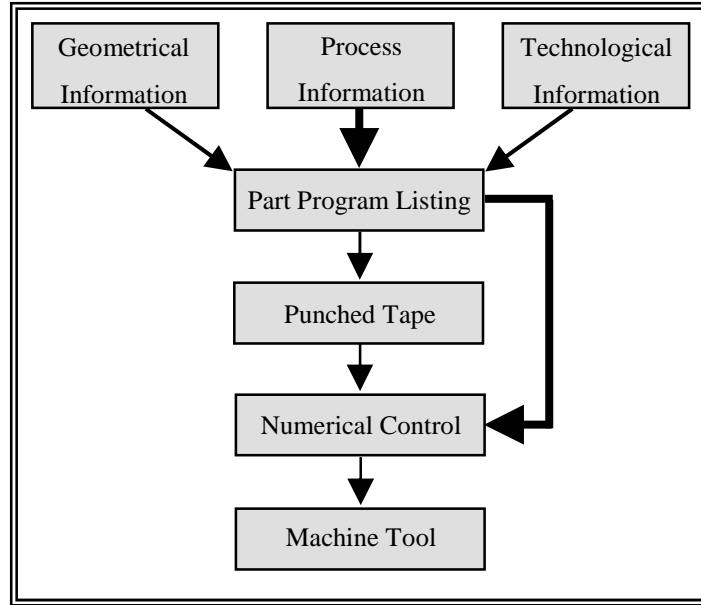 Geometrical
Information
Process
Information
Technological
Information
Part Program Listing
Punched Tape
Numerical Control
Machine Tool